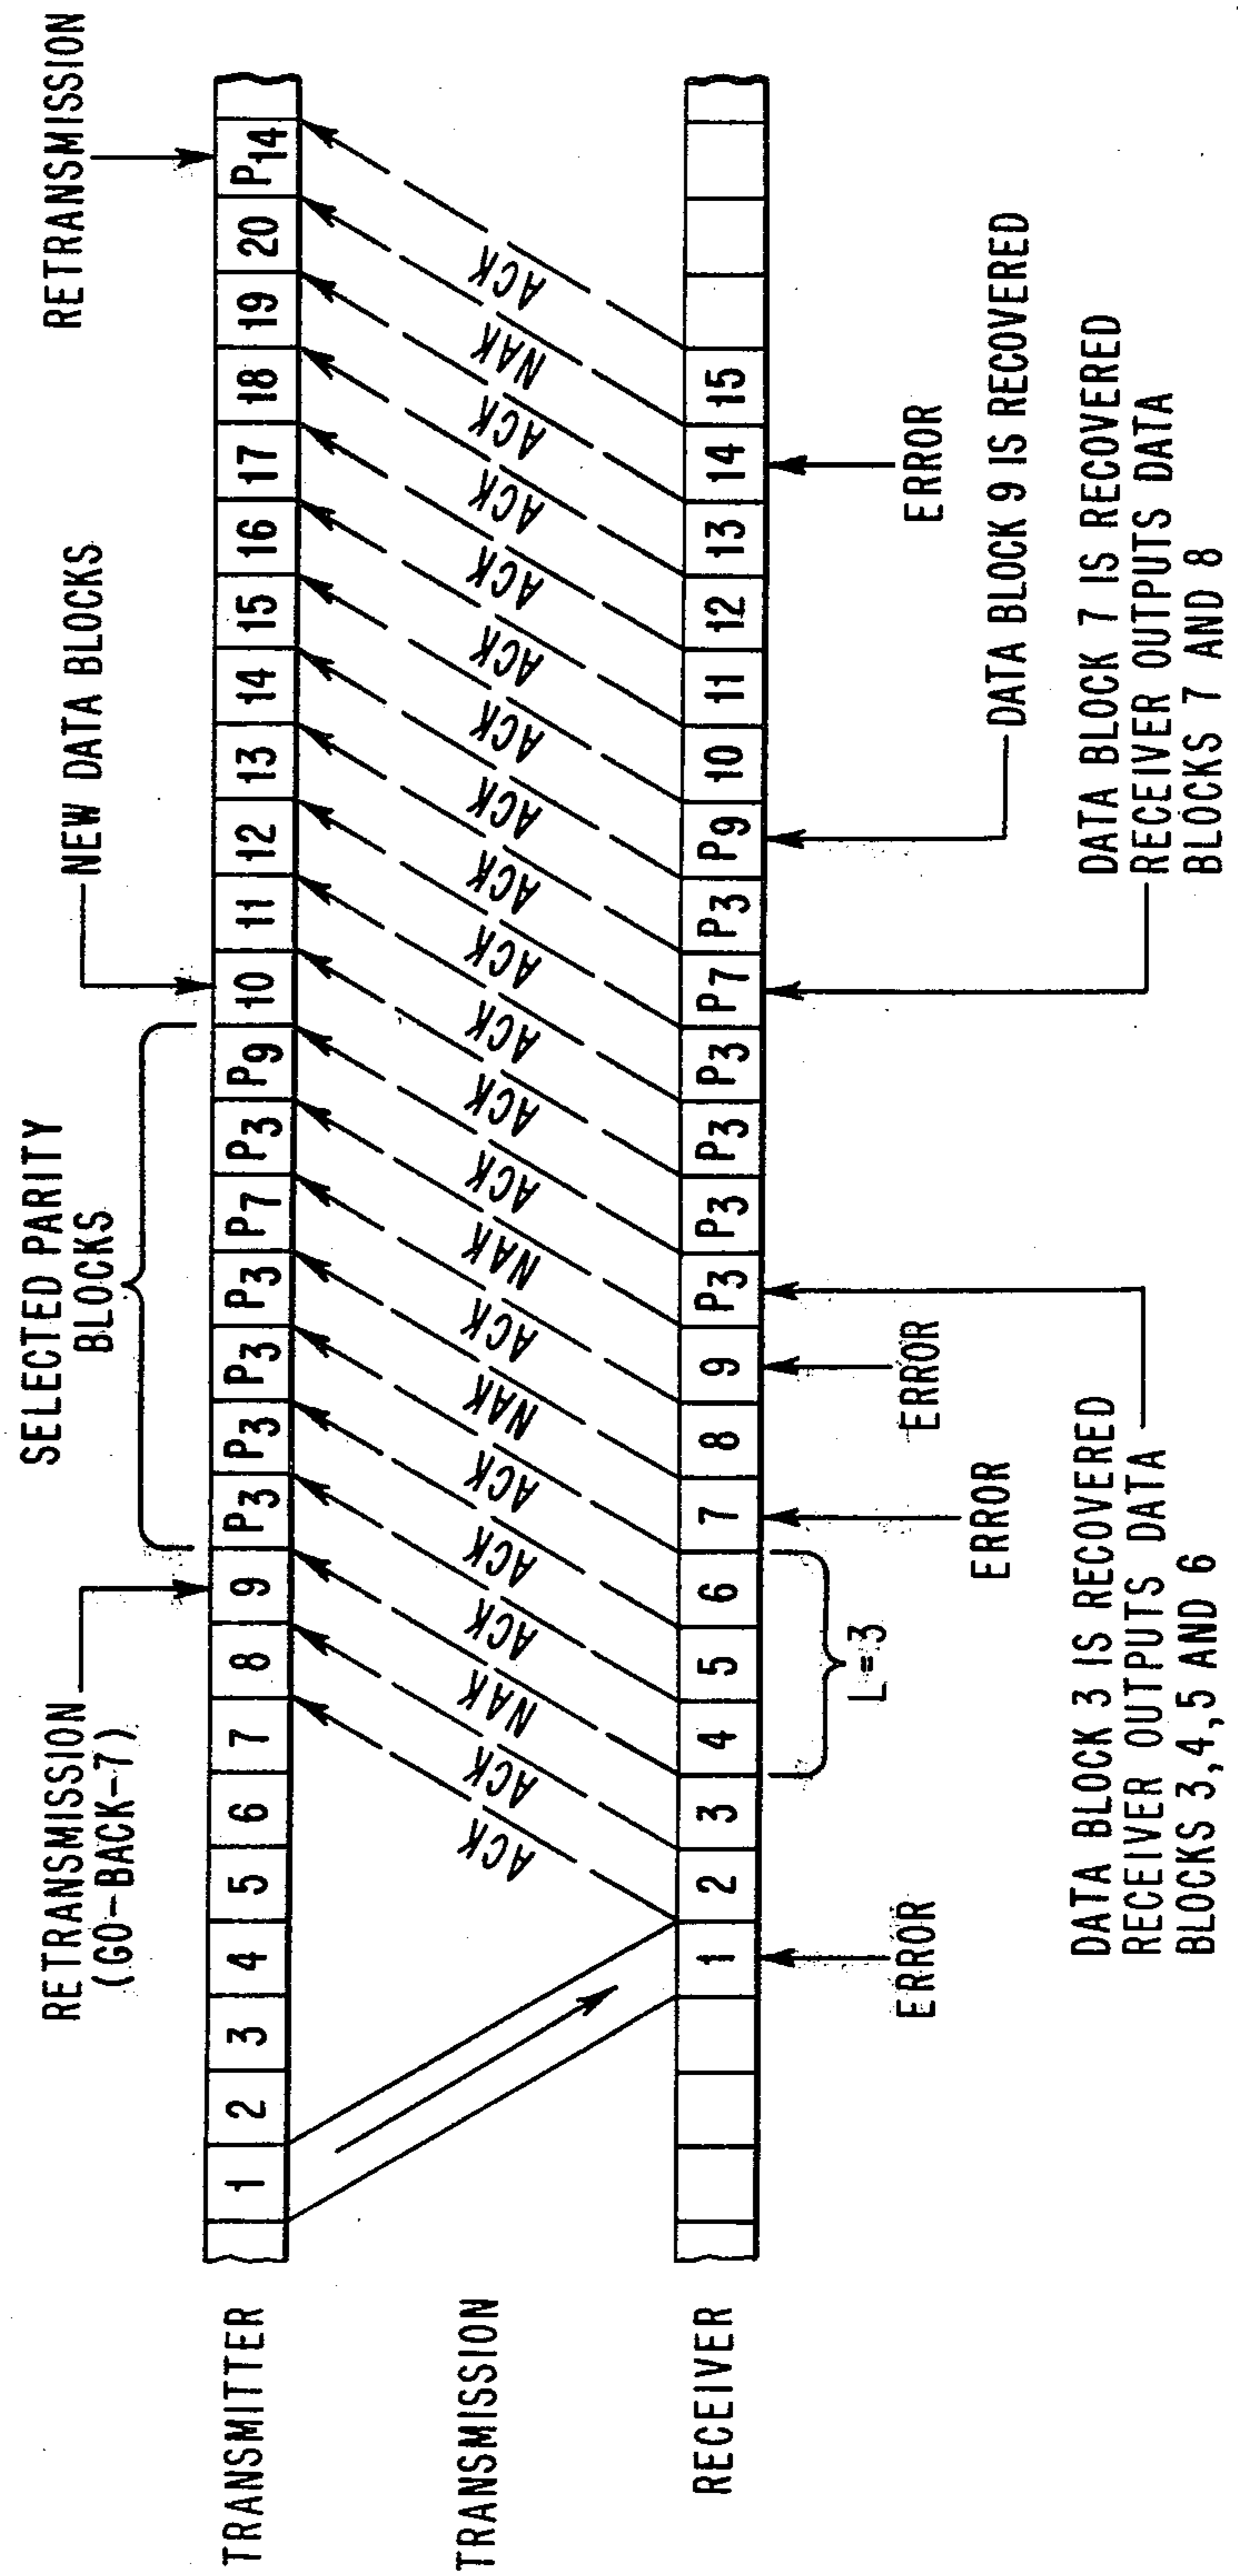 RETRANSMISSION
(GO-BACK-7)
SELECTED PARITY
BLOCKS
NEW DATA BLOCKS
RETRANSMISSION
TRANSMITTER
1 2 3 4 5 6 7 8 9 P3 P3 P3 P3 P7 P3 P9 10 11 12 13 14 15 16 17 18 19 20 P14
TRANSMISSION
ACK ACK NAK ACK ACK ACK NAK ACK NAK ACK ACK ACK ACK ACK ACK ACK ACK ACK ACK ACK NAK ACK
RECEIVER
1 2 3 4 5 6 7 8 9 P3 P3 P3 P3 P7 P3 P9 10 11 12 13 14 15
ERROR
L=3
ERROR
ERROR
ERROR
DATA BLOCK 3 IS RECOVERED
RECEIVER OUTPUTS DATA
BLOCKS 3,4,5 AND 6
DATA BLOCK 9 IS RECOVERED
DATA BLOCK 7 IS RECOVERED
RECEIVER OUTPUTS DATA
BLOCKS 7 AND 8